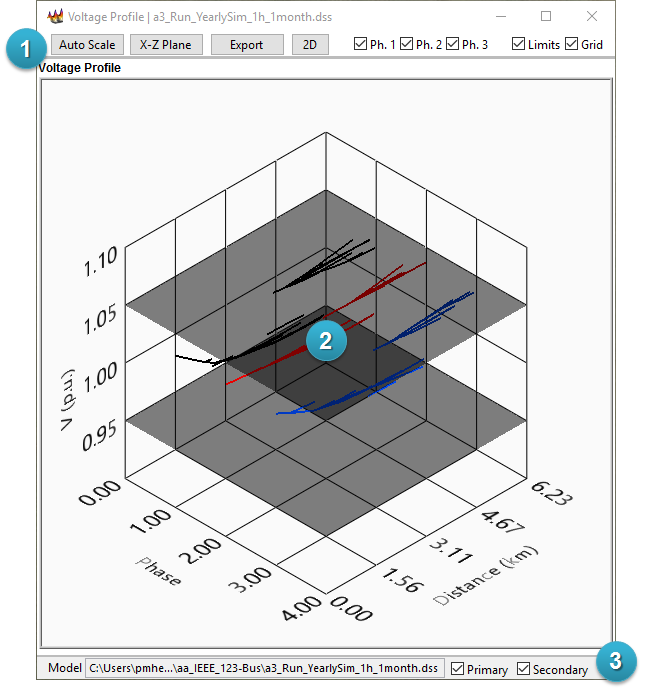 Voltage Profile | a3_Run_YearlySim_1h_1month.dss
1
Auto Scale X-Z Plane Export 2D Ph. 1 Ph. 2 Ph. 3 Limits Grid
Voltage Profile
1.10
1.05
1.00
0.95
V (p.u.)
2
0.00
1.00
2.00
3.00
4.00
Phase
0.00
1.56
3.11
4.67
6.23
Distance (km)
Model C:\Users\pmhe...\aa_IEEE_123-Bus\a3_Run_YearlySim_1h_1month.dss Primary Secondary
3